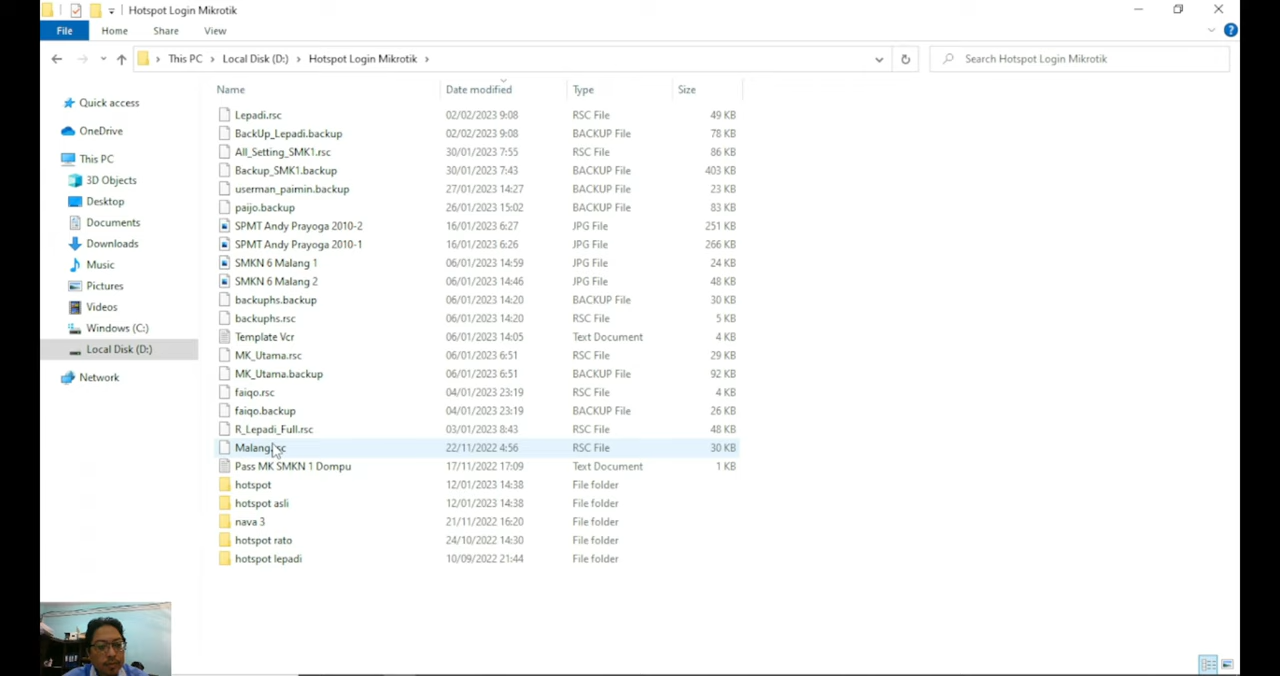 Hotspot Login Mikrotik
File Home Share View
This PC Local Disk (D:) Hotspot Login Mikrotik Search Hotspot Login Mikrotik
Name Date modified Type Size
Quick access
OneDrive
This PC
3D Objects
Desktop
Documents
Downloads
Music
Pictures
Videos
Windows (C:)
Local Disk (D:)
Network
Lepadi.rsc 02/02/2023 9:08 RSC File 49 KB
BackUp_Lepadi.backup 02/02/2023 9:08 BACKUP File 78 KB
All_Setting_SMK1.rsc 30/01/2023 7:55 RSC File 86 KB
Backup_SMK1.backup 30/01/2023 7:43 BACKUP File 403 KB
userman_paimin.backup 27/01/2023 14:27 BACKUP File 23 KB
paijo.backup 26/01/2023 15:02 BACKUP File 83 KB
SPMT Andy Prayoga 2010-2 16/01/2023 6:27 JPG File 251 KB
SPMT Andy Prayoga 2010-1 16/01/2023 6:26 JPG File 266 KB
SMKN 6 Malang 1 06/01/2023 14:59 JPG File 24 KB
SMKN 6 Malang 2 06/01/2023 14:46 JPG File 48 KB
backuphs.backup 06/01/2023 14:20 BACKUP File 30 KB
backuphs.rsc 06/01/2023 14:20 RSC File 5 KB
Template Vcr 06/01/2023 14:05 Text Document 4 KB
MK_Utama.rsc 06/01/2023 6:51 RSC File 29 KB
MK_Utama.backup 06/01/2023 6:51 BACKUP File 92 KB
faiqo.rsc 04/01/2023 23:19 RSC File 4 KB
faiqo.backup 04/01/2023 23:19 BACKUP File 26 KB
R_Lepadi_Full.rsc 03/01/2023 8:43 RSC File 48 KB
Malang.rsc 22/11/2022 4:56 RSC File 30 KB
Pass MK SMKN 1 Dompu 17/11/2022 17:09 Text Document 1 KB
hotspot 12/01/2023 14:38 File folder
hotspot asli 12/01/2023 14:38 File folder
nava 3 21/11/2022 16:20 File folder
hotspot rato 24/10/2022 14:30 File folder
hotspot lepadi 10/09/2022 21:44 File folder